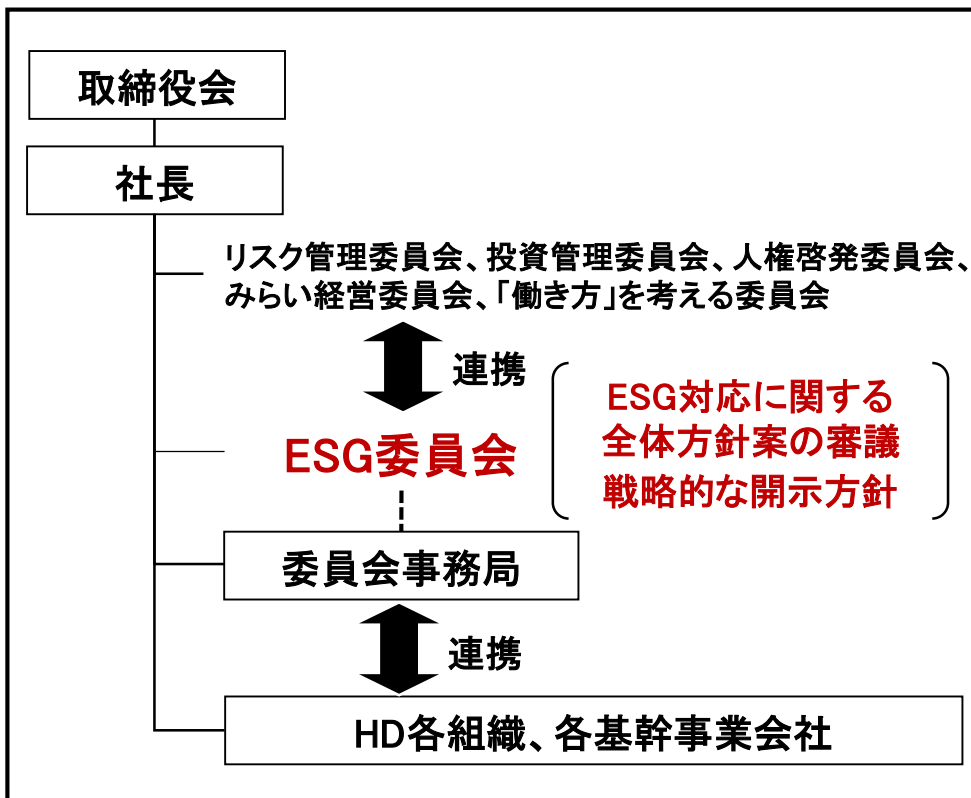 取締役会
社長
リスク管理委員会、投資管理委員会、人権啓発委員会、
みらい経営委員会、「働き方」を考える委員会
連携
ESG委員会
ESG対応に関する
全体方針案の審議
戦略的な開示方針
委員会事務局
連携
HD各組織、各基幹事業会社